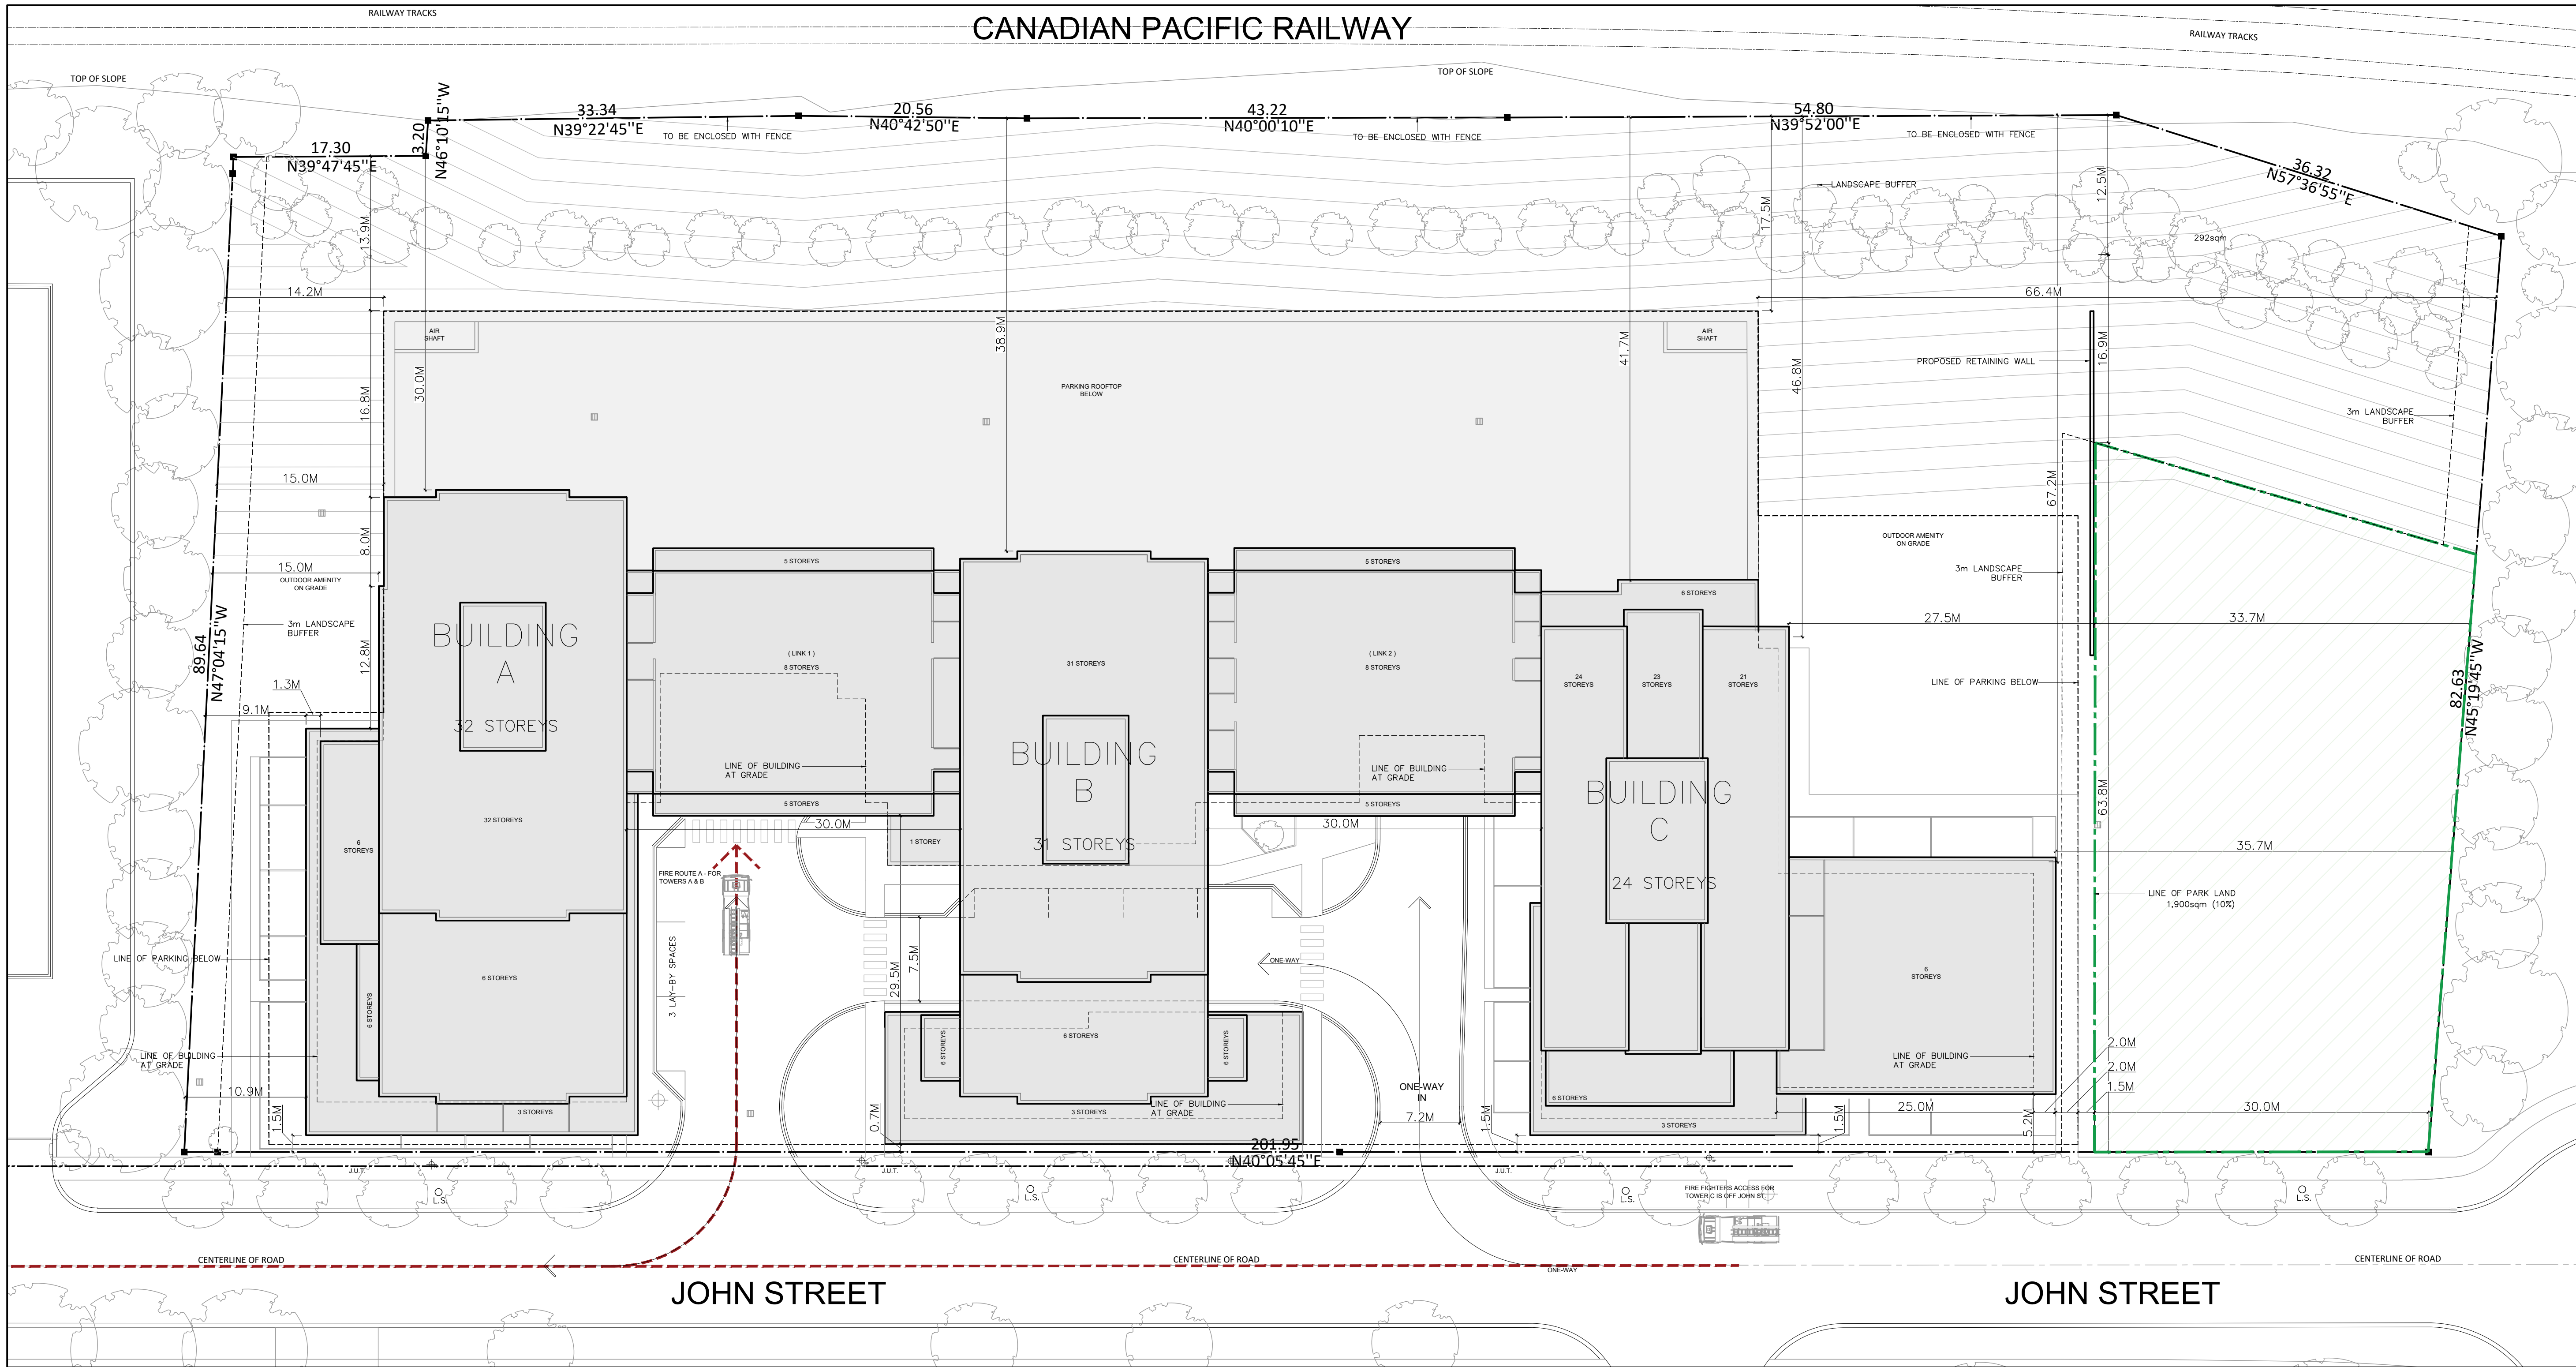 RAILWAY TRACKS
CANADIAN PACIFIC RAILWAY
RAILWAY TRACKS
TOP OF SLOPE
TOP OF SLOPE
33.34
N39°22'45"E
TO BE ENCLOSED WITH FENCE
20.56
N40°42'50"E
43.22
N40°00'10"E
TO BE ENCLOSED WITH FENCE
54.80
N39°52'00"E
TO BE ENCLOSED WITH FENCE
3.20
N46°10'15"W
17.30
N39°47'45"E
36.32
N57°36'55"E
LANDSCAPE BUFFER
12.5M
17.5M
13.9M
292sqm
14.2M
66.4M
AIR
SHAFT
AIR
SHAFT
38.9M
41.7M
46.8M
16.9M
PROPOSED RETAINING WALL
30.0M
16.8M
PARKING ROOFTOP
BELOW
3m LANDSCAPE
BUFFER
15.0M
67.2M
8.0M
OUTDOOR AMENITY
ON GRADE
15.0M
OUTDOOR AMENITY
ON GRADE
5 STOREYS
5 STOREYS
3m LANDSCAPE
BUFFER
6 STOREYS
27.5M
33.7M
3m LANDSCAPE
BUFFER
89.64
N47°04'15"W
BUILDING
A
32 STOREYS
12.8M
( LINK 1 )
8 STOREYS
31 STOREYS
( LINK 2 )
8 STOREYS
24
STOREYS
23
STOREYS
21
STOREYS
LINE OF PARKING BELOW
82.63
N45°19'45"W
1.3M
9.1M
LINE OF BUILDING
AT GRADE
BUILDING
B
31 STOREYS
LINE OF BUILDING
AT GRADE
BUILDING
C
24 STOREYS
63.8M
5 STOREYS
5 STOREYS
32 STOREYS
30.0M
30.0M
6
STOREYS
1 STOREY
35.7M
FIRE ROUTE A - FOR
TOWERS A & B
LINE OF PARK LAND
1,900sqm (10%)
3 LAY-BY SPACES
7.5M
29.5M
ONE-WAY
LINE OF PARKING BELOW
6 STOREYS
6
STOREYS
6 STOREYS
6 STOREYS
6 STOREYS
6 STOREYS
LINE OF BUILDING
AT GRADE
LINE OF BUILDING
AT GRADE
2.0M
2.0M
1.5M
10.9M
ONE-WAY
IN
7.2M
6 STOREYS
25.0M
30.0M
1.5M
3 STOREYS
0.7M
3 STOREYS
LINE OF BUILDING
AT GRADE
1.5M
3 STOREYS
1.5M
5.2M
201.95
N40°05'45"E
J.U.T.
J.U.T.
J.U.T.
L.S.
L.S.
L.S.
FIRE FIGHTERS ACCESS FOR
TOWER C IS OFF JOHN ST.
L.S.
CENTERLINE OF ROAD
CENTERLINE OF ROAD
ONE-WAY
CENTERLINE OF ROAD
JOHN STREET
JOHN STREET